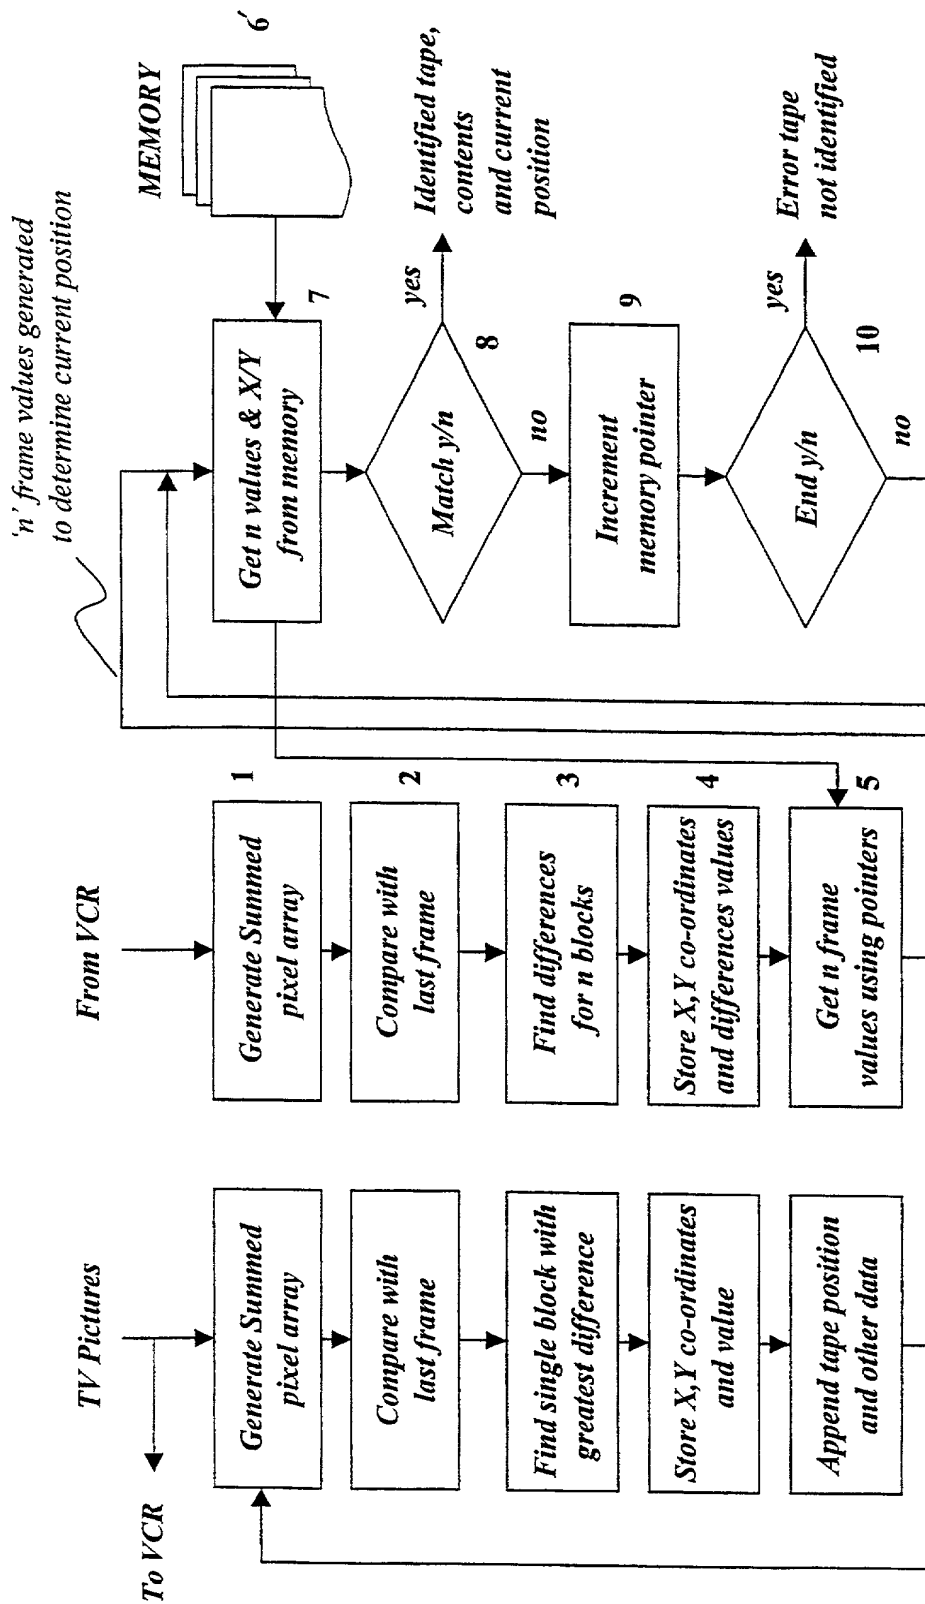 TV Pictures
To VCR
Generate Summed
pixel array
Compare with
last frame
Find single block with
greatest difference
Store X,Y co-ordinates
and value
Append tape position
and other data
From VCR
Generate Summed
pixel array
1
Compare with
last frame
2
Find differences
for n blocks
3
Store X,Y co-ordinates
and differences values
4
Get n frame
values using pointers
5
'n' frame values generated
to determine current position
MEMORY
6'
Get n values & X/Y
from memory
7
Match y/n
8
yes
Identified tape,
contents
and current
position
no
Increment
memory pointer
9
End y/n
10
yes
Error tape
not identified
no